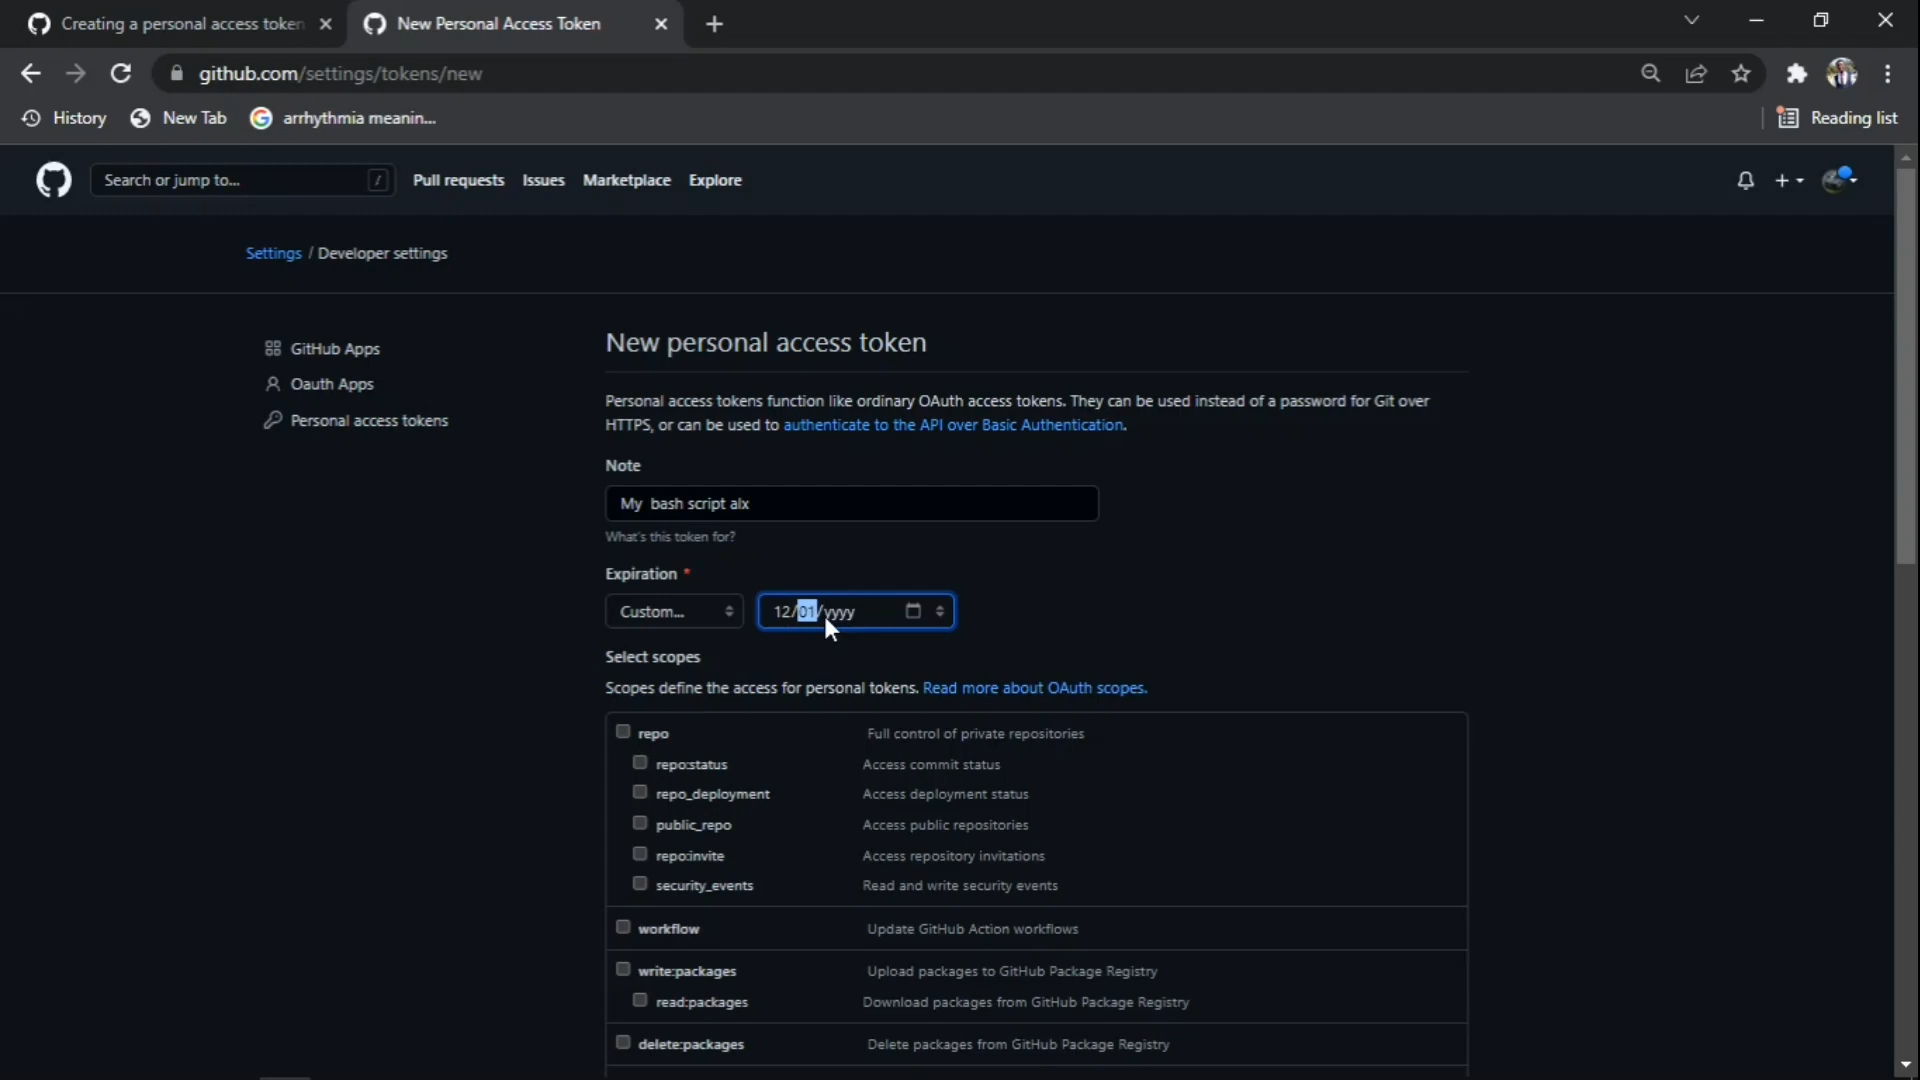 Creating a personal access token
New Personal Access Token
github.com/settings/tokens/new
History
New Tab
arrhythmia meanin...
Reading list
Search or jump to...
/
Pull requests
Issues
Marketplace
Explore
Settings / Developer settings
GitHub Apps
Oauth Apps
Personal access tokens
New personal access token
Personal access tokens function like ordinary OAuth access tokens. They can be used instead of a password for Git over
HTTPS, or can be used to authenticate to the API over Basic Authentication.
Note
My bash script alx
What's this token for?
Expiration *
Custom...
12/01/yyyy
Select scopes
Scopes define the access for personal tokens. Read more about OAuth scopes.
repo Full control of private repositories
repo:status Access commit status
repo_deployment Access deployment status
public_repo Access public repositories
repo:invite Access repository invitations
security_events Read and write security events
workflow Update GitHub Action workflows
write:packages Upload packages to GitHub Package Registry
read:packages Download packages from GitHub Package Registry
delete:packages Delete packages from GitHub Package Registry